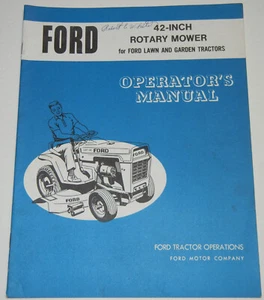 FORD
42-INCH
ROTARY MOWER
for FORD LAWN AND GARDEN TRACTORS
OPERATOR'S
MANUAL
FORD
FORD
FORD TRACTOR OPERATIONS
FORD MOTOR COMPANY